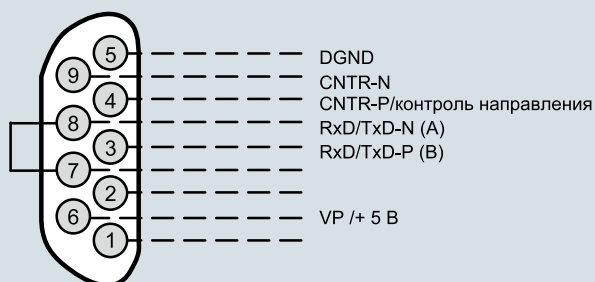 5
DGND
9
CNTR-N
4
CNTR-P/контроль направления
8
RxD/TxD-N (A)
3
RxD/TxD-P (B)
7
2
6
VP /+ 5 В
1